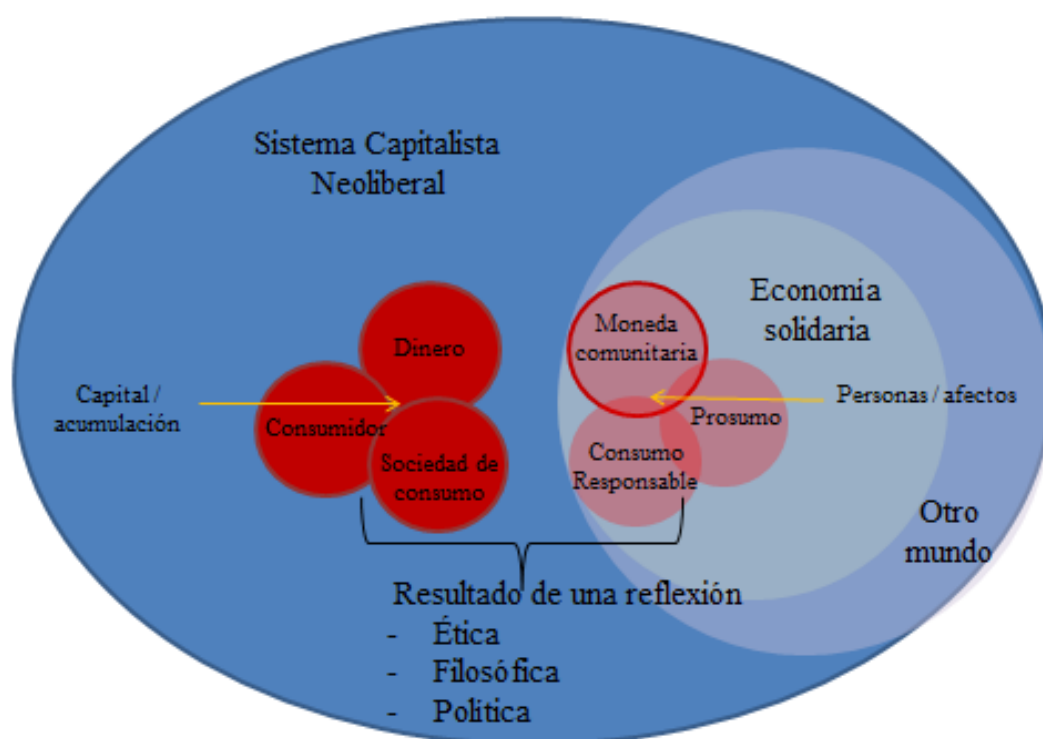 Sistema Capitalista
Neoliberal
Economía
solidaria
Dinero
Moneda
comunitaria
Capital /
acumulación
Consumidor
Sociedad de
consumo
Prosumo
Personas / afectos
Consumo
Responsable
Otro
mundo
Resultado de una reflexión
- Ética
- Filosófica
- Política